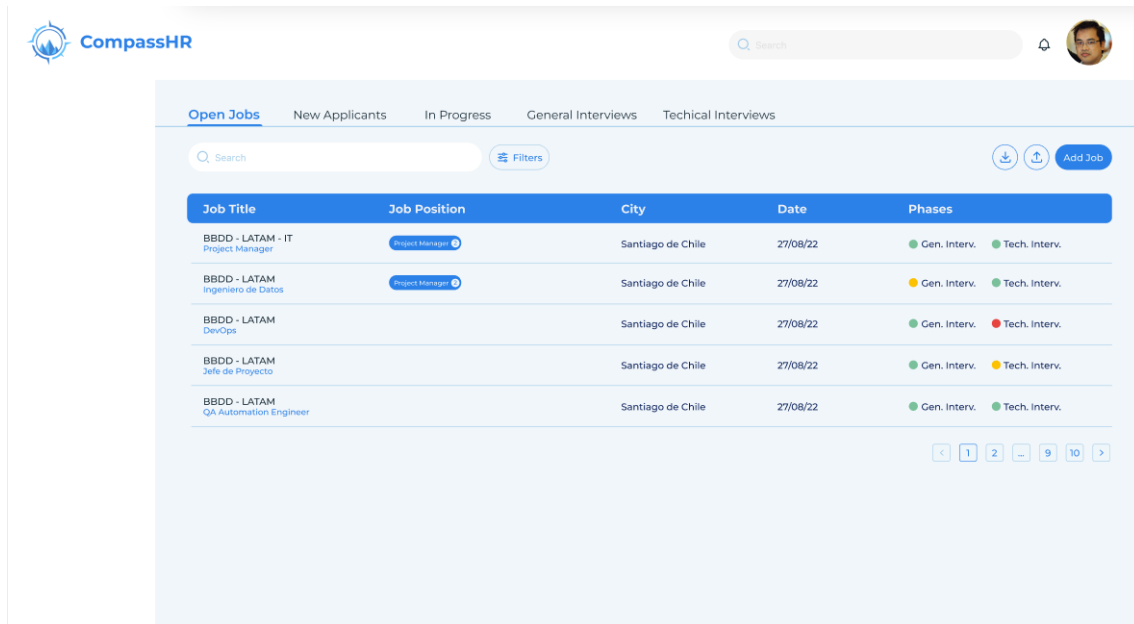 CompassHR
Search
Open Jobs New Applicants In Progress General Interviews Techical Interviews
Search Filters Add Job
Job Title Job Position City Date Phases
BBDD - LATAM - IT
Project Manager
Project Manager 2 Santiago de Chile 27/08/22 Gen. Interv. Tech. Interv.
BBDD - LATAM
Ingeniero de Datos
Project Manager 2 Santiago de Chile 27/08/22 Gen. Interv. Tech. Interv.
BBDD - LATAM
DevOps
Santiago de Chile 27/08/22 Gen. Interv. Tech. Interv.
BBDD - LATAM
Jefe de Proyecto
Santiago de Chile 27/08/22 Gen. Interv. Tech. Interv.
BBDD - LATAM
QA Automation Engineer
Santiago de Chile 27/08/22 Gen. Interv. Tech. Interv.
< 1 2 ... 9 10 >